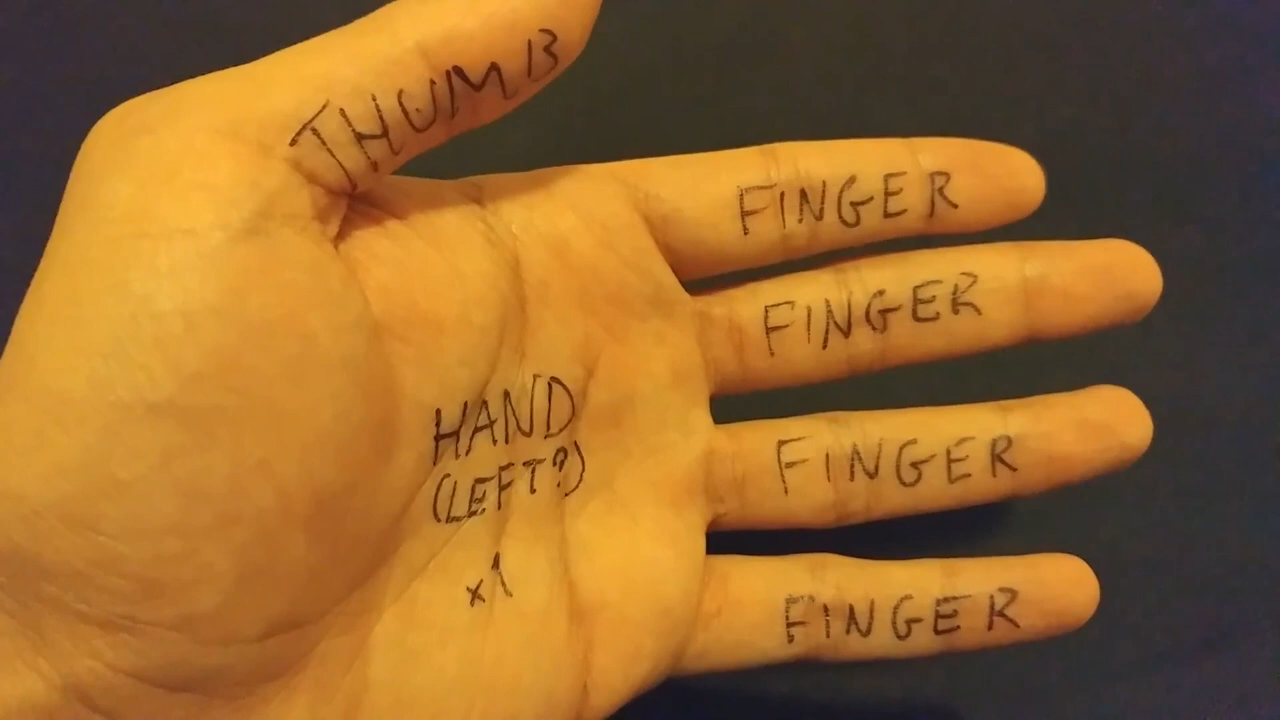 THUMB
FINGER
FINGER
HAND
(LEFT?)
x1
FINGER
FINGER